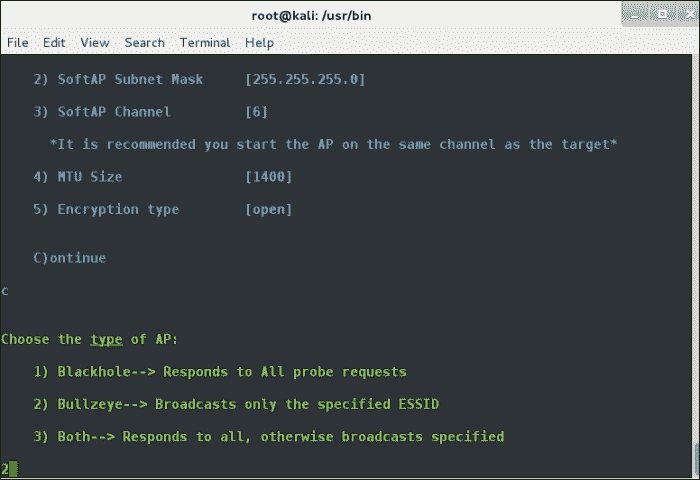 root@kali: /usr/bin
File Edit View Search Terminal Help
2) SoftAP Subnet Mask [255.255.255.0]
3) SoftAP Channel [6]
*It is recommended you start the AP on the same channel as the target*
4) MTU Size [1400]
5) Encryption type [open]
C)ontinue
c
Choose the type of AP:
1) Blackhole--> Responds to All probe requests
2) Bullzeye--> Broadcasts only the specified ESSID
3) Both--> Responds to all, otherwise broadcasts specified
2